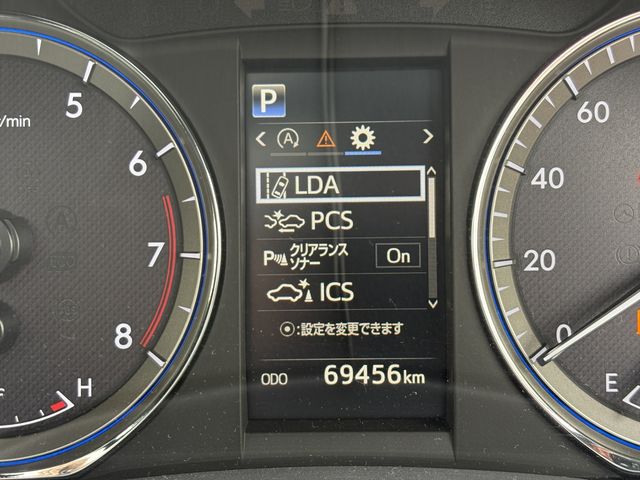 P
A
LDA
PCS
クリアランス
ソナー
On
ICS
:設定を変更できます
ODO 69456km
/min
5
6
7
8
H
60
40
20
0
E